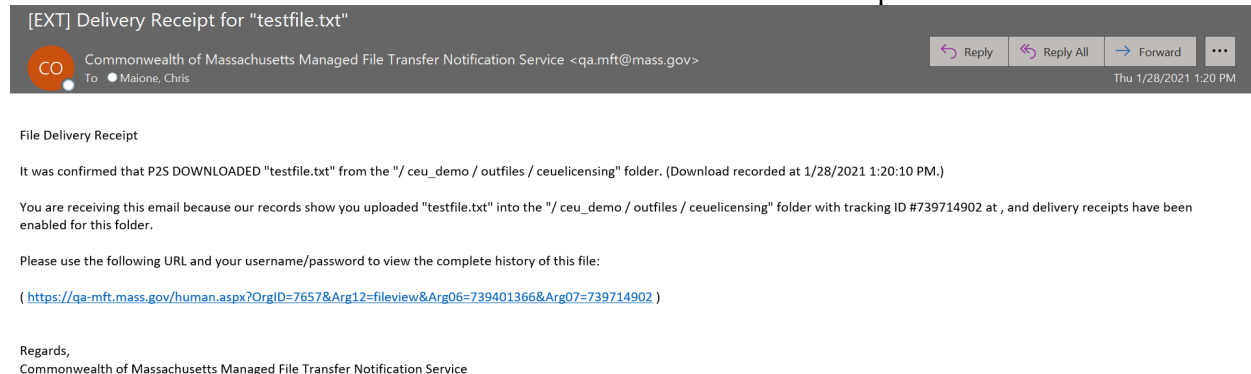 [EXT] Delivery Receipt for "testfile.txt"
CO
Commonwealth of Massachusetts Managed File Transfer Notification Service <qa.mft@mass.gov>
To Maione, Chris
Reply
Reply All
Forward
Thu 1/28/2021 1:20 PM
File Delivery Receipt
It was confirmed that P2S DOWNLOADED "testfile.txt" from the "/ ceu_demo / outfiles / ceuelicensing" folder. (Download recorded at 1/28/2021 1:20:10 PM.)
You are receiving this email because our records show you uploaded "testfile.txt" into the "/ ceu_demo / outfiles / ceuelicensing" folder with tracking ID #739714902 at , and delivery receipts have been
enabled for this folder.
Please use the following URL and your username/password to view the complete history of this file:
( https://qa-mft.mass.gov/human.aspx?OrgID=7657&Arg12=fileview&Arg06=739401366&Arg07=739714902 )
Regards,
Commonwealth of Massachusetts Managed File Transfer Notification Service